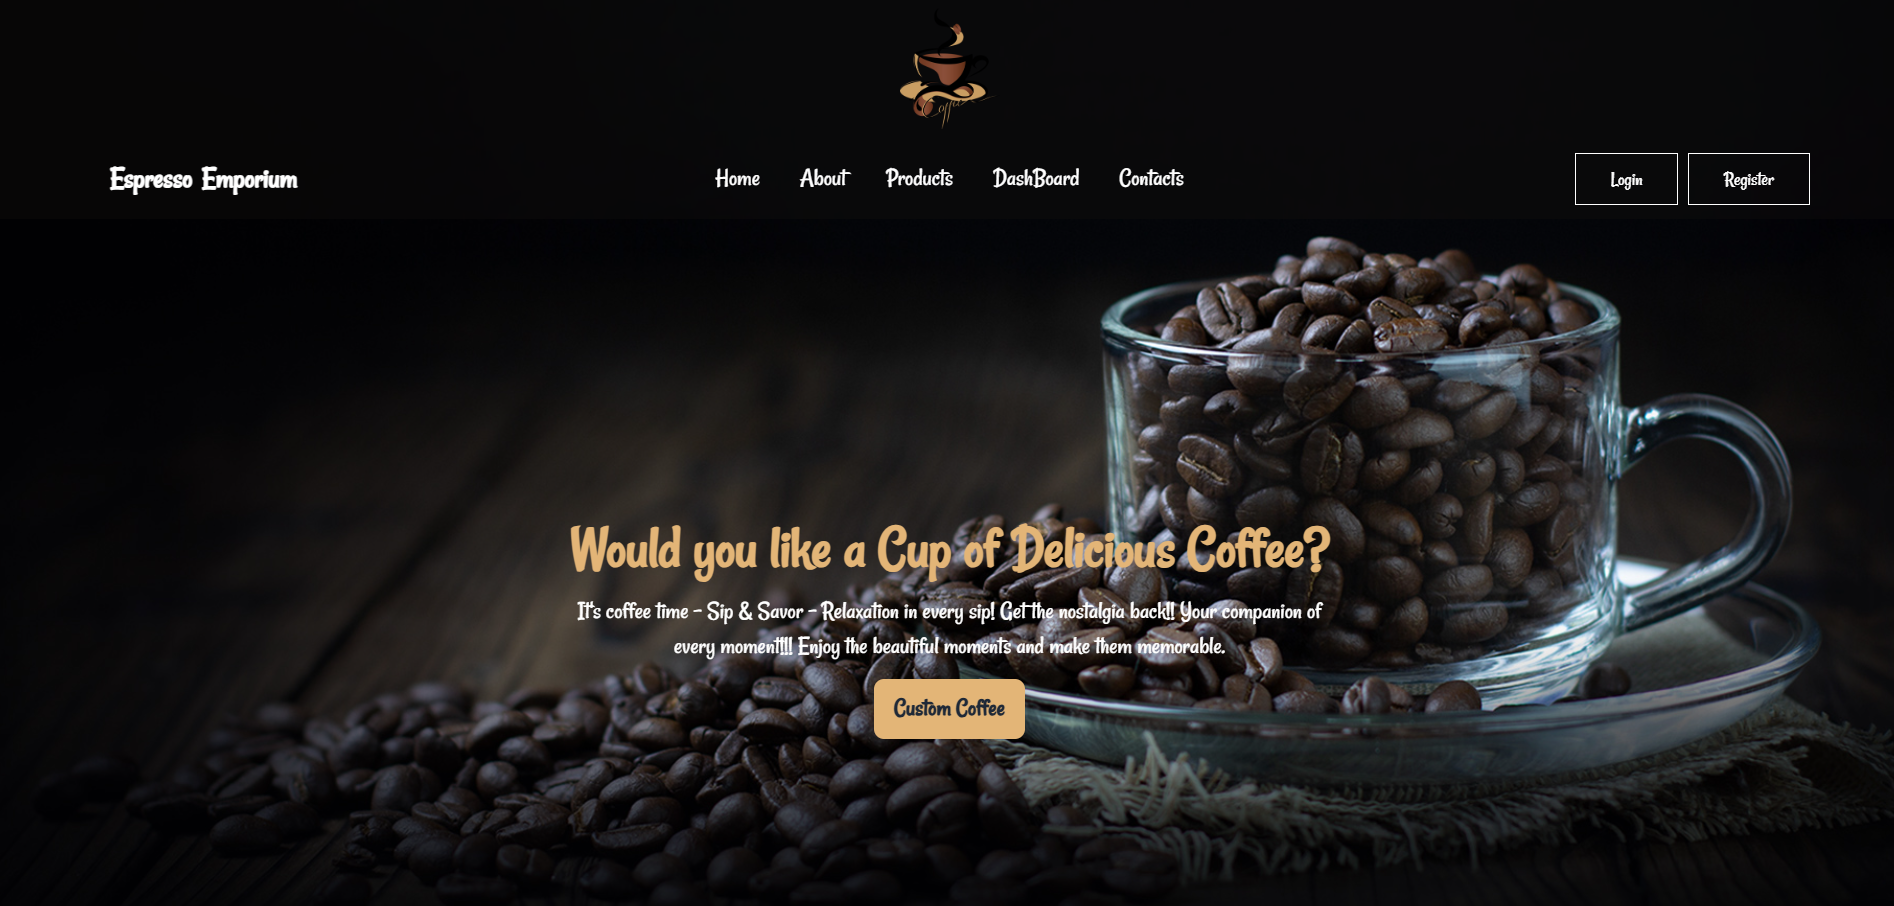 Coffee
Espresso Emporium
Home About Products DashBoard Contacts
Login Register
Would you like a Cup of Delicious Coffee?
It's coffee time - Sip & Savor - Relaxation in every sip! Get the nostalgia back!! Your companion of
every moment!!! Enjoy the beautiful moments and make them memorable.
Custom Coffee